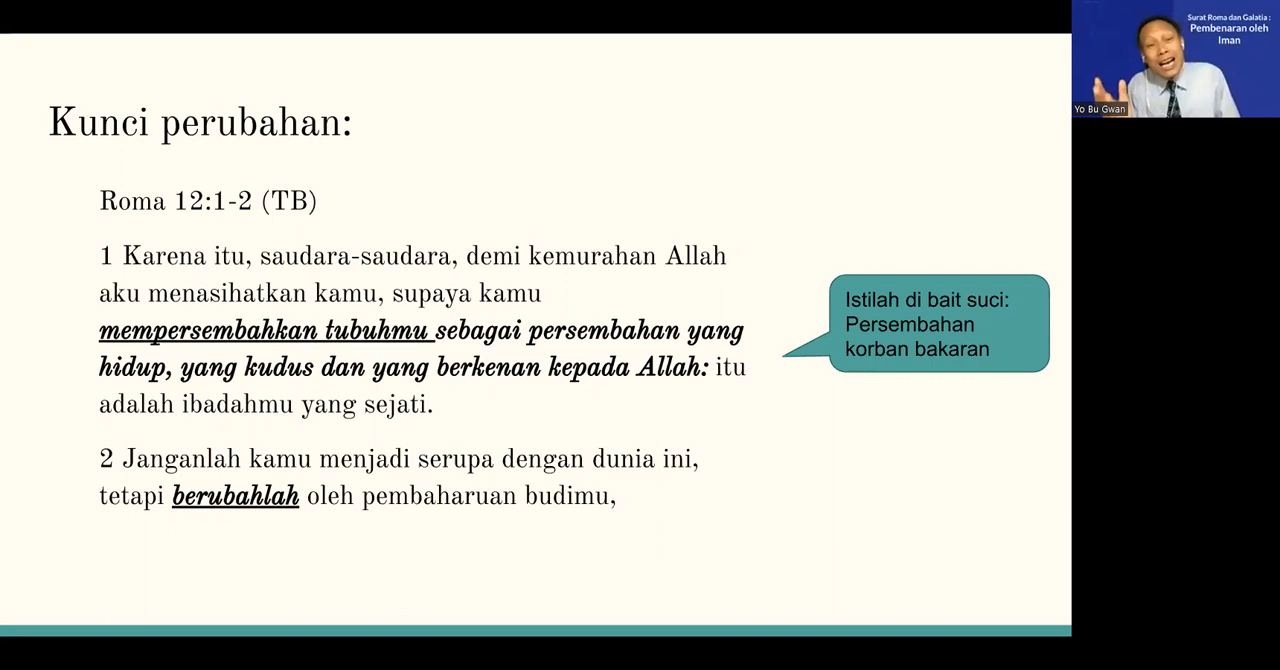 Kunci perubahan:
Roma 12:1-2 (TB)
1 Karena itu, saudara-saudara, demi kemurahan Allah
aku menasihatkan kamu, supaya kamu
mempersembahkan tubuhmu sebagai persembahan yang
hidup, yang kudus dan yang berkenan kepada Allah: itu
adalah ibadahmu yang sejati.
2 Janganlah kamu menjadi serupa dengan dunia ini,
tetapi berubahlah oleh pembaharuan budimu,
Istilah di bait suci:
Persembahan
korban bakaran
Surat Roma dan Galatia :
Pembenaran oleh
Iman
Yo Bu Gwan